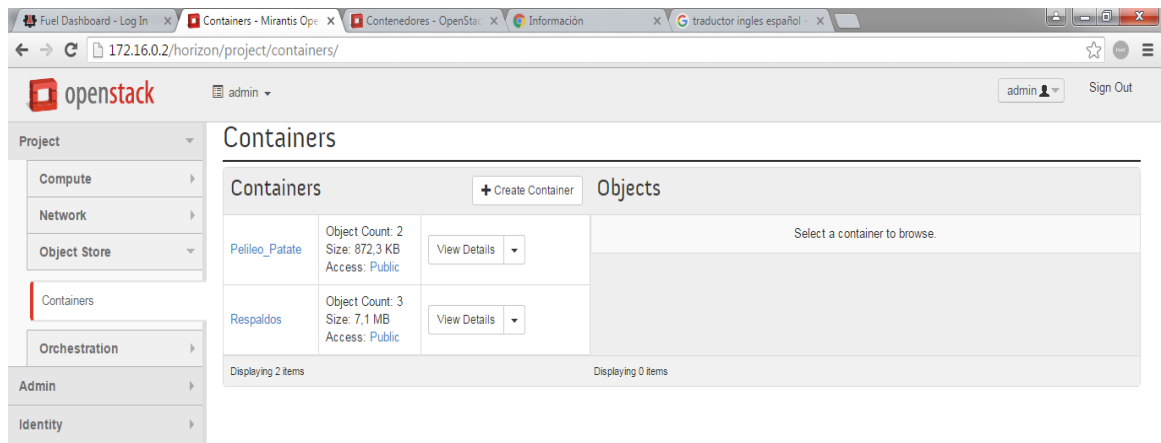 Fuel Dashboard - Log In
Containers - Mirantis Ope
Contenedores - OpenStac
Información
traductor ingles español -
172.16.0.2/horizon/project/containers/
openstack
admin
admin
Sign Out
Project
Compute
Network
Object Store
Containers
Orchestration
Admin
Identity
Containers
Containers
+ Create Container
Objects
Pelileo_Patate
Object Count: 2
Size: 872,3 KB
Access: Public
View Details
Select a container to browse.
Respaldos
Object Count: 3
Size: 7,1 MB
Access: Public
View Details
Displaying 2 items
Displaying 0 items